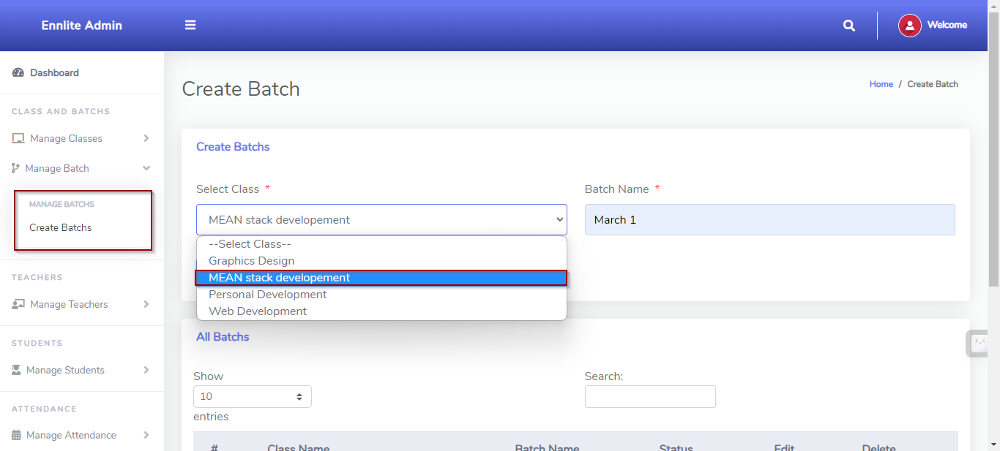 Ennlite Admin
Welcome
Dashboard
CLASS AND BATCHS
Manage Classes
Manage Batch
MANAGE BATCHS
Create Batchs
TEACHERS
Manage Teachers
STUDENTS
Manage Students
ATTENDANCE
Manage Attendance
Create Batch
Home / Create Batch
Create Batchs
Select Class *
MEAN stack developement
--Select Class--
Graphics Design
MEAN stack developement
Personal Development
Web Development
Batch Name *
March 1
All Batchs
Show
10
entries
Search:
# Class Name Batch Name Status Edit Delete